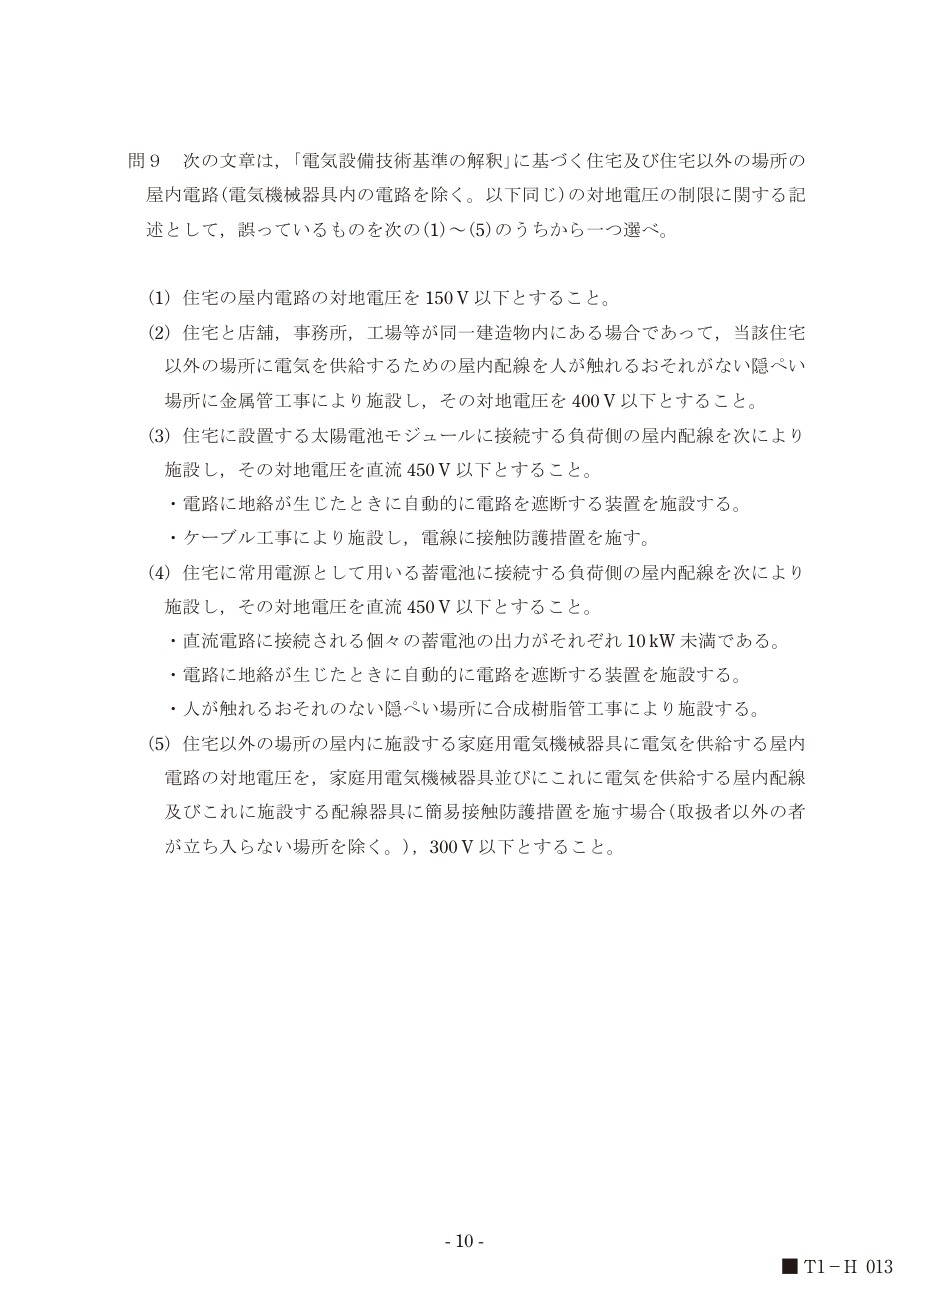 問９　次の文章は，「電気設備技術基準の解釈」に基づく住宅及び住宅以外の場所の
屋内電路(電気機械器具内の電路を除く。以下同じ)の対地電圧の制限に関する記
述として，誤っているものを次の(1)～(5)のうちから一つ選べ。
(1) 住宅の屋内電路の対地電圧を 150 V 以下とすること。
(2) 住宅と店舗，事務所，工場等が同一建造物内にある場合であって，当該住宅
以外の場所に電気を供給するための屋内配線を人が触れるおそれがない隠ぺい
場所に金属管工事により施設し，その対地電圧を 400 V 以下とすること。
(3) 住宅に設置する太陽電池モジュールに接続する負荷側の屋内配線を次により
施設し，その対地電圧を直流 450 V 以下とすること。
・電路に地絡が生じたときに自動的に電路を遮断する装置を施設する。
・ケーブル工事により施設し，電線に接触防護措置を施す。
(4) 住宅に常用電源として用いる蓄電池に接続する負荷側の屋内配線を次により
施設し，その対地電圧を直流 450 V 以下とすること。
・直流電路に接続される個々の蓄電池の出力がそれぞれ 10 kW 未満である。
・電路に地絡が生じたときに自動的に電路を遮断する装置を施設する。
・人が触れるおそれのない隠ぺい場所に合成樹脂管工事により施設する。
(5) 住宅以外の場所の屋内に施設する家庭用電気機械器具に電気を供給する屋内
電路の対地電圧を，家庭用電気機械器具並びにこれに電気を供給する屋内配線
及びこれに施設する配線器具に簡易接触防護措置を施す場合(取扱者以外の者
が立ち入らない場所を除く。)，300 V 以下とすること。
- 10 -
■ T1－H 013